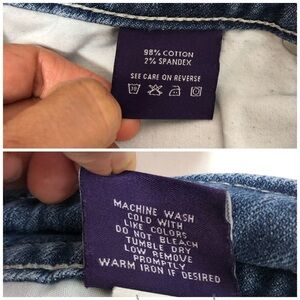 98% COTTON
2% SPANDEX
SEE CARE ON REVERSE
MACHINE WASH
COLD WITH
LIKE COLORS
DO NOT BLEACH
TUMBLE DRY
LOW REMOVE
PROMPTLY
WARM IRON IF DESIRED